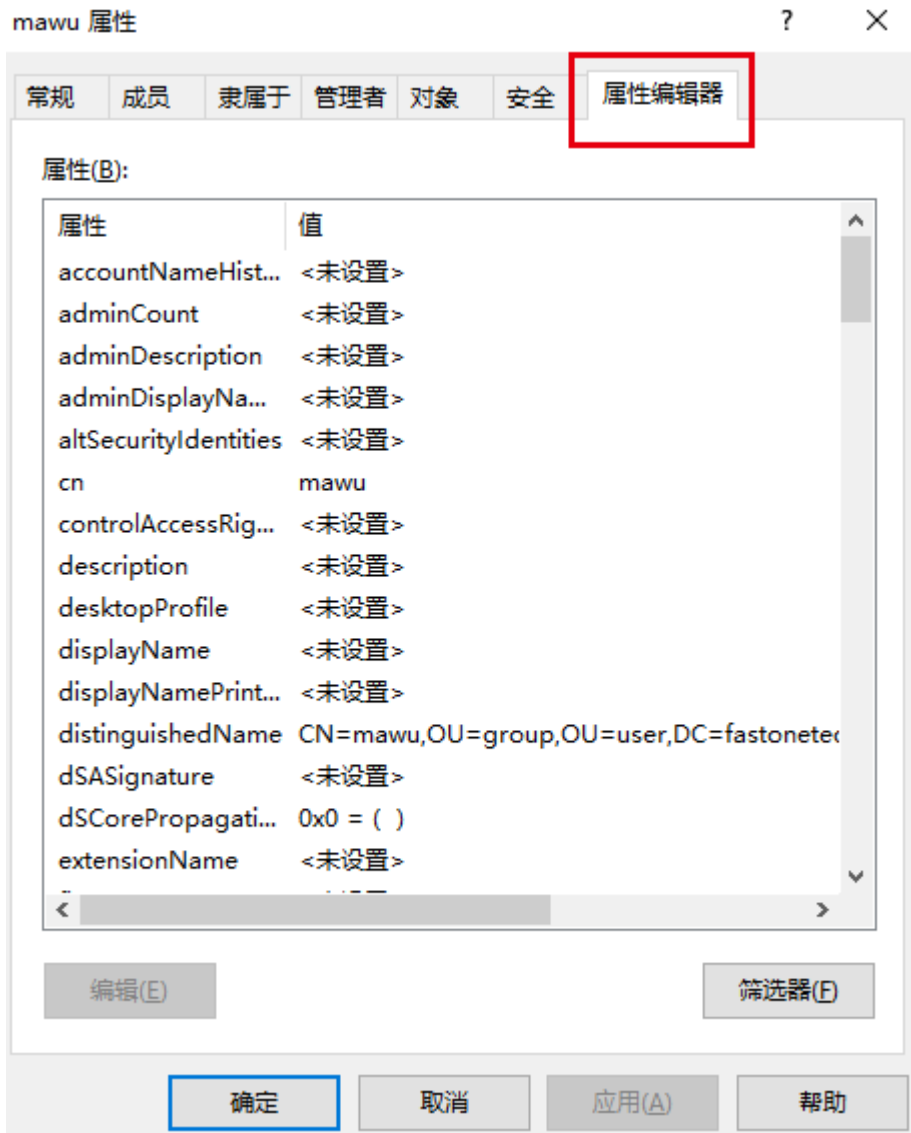 mawu 属性 ? ×
常规 成员 隶属于 管理者 对象 安全 属性编辑器
属性(B):
属性 值
accountNameHist... <未设置>
adminCount <未设置>
adminDescription <未设置>
adminDisplayNa... <未设置>
altSecurityIdentities <未设置>
cn mawu
controlAccessRig... <未设置>
description <未设置>
desktopProfile <未设置>
displayName <未设置>
displayNamePrint... <未设置>
distinguishedName CN=mawu,OU=group,OU=user,DC=fastonetec
dSASignature <未设置>
dSCorePropagati... 0x0 = ( )
extensionName <未设置>
编辑(E) 筛选器(F)
确定 取消 应用(A) 帮助